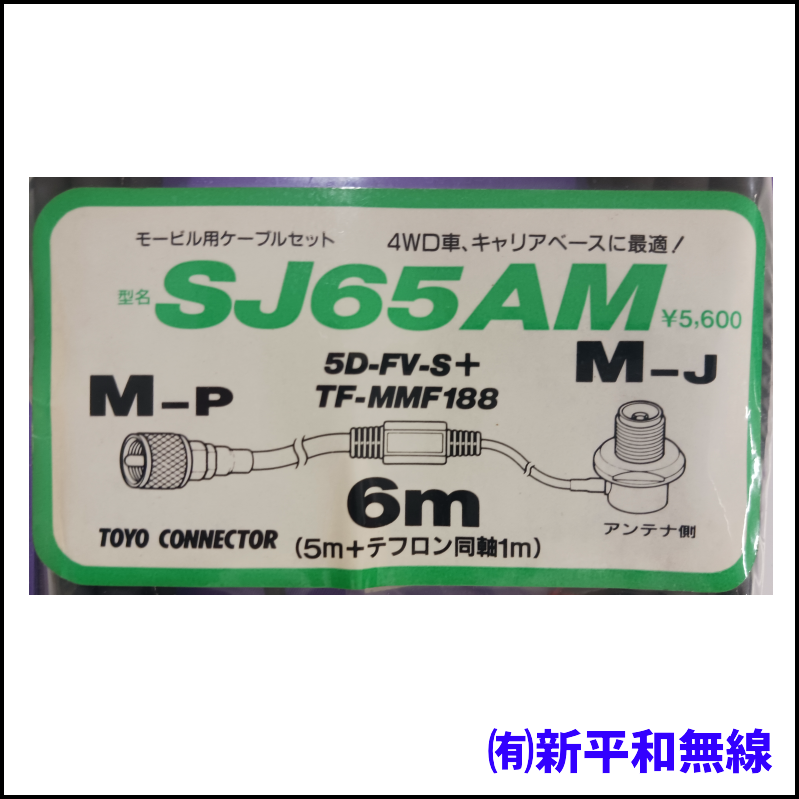 モービル用ケーブルセット
4WD車、キャリアベースに最適！
型名 SJ65AM ¥5,600
5D-FV-S＋
TF-MMF188
M-P
M-J
6m
(5m＋テフロン同軸1m)
TOYO CONNECTOR
アンテナ側
㈲新平和無線